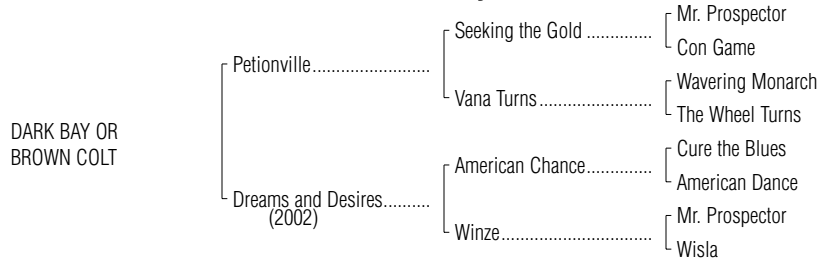 Mr. Prospector
Seeking the Gold ..............
Con Game
Petionville.........................
Wavering Monarch
Vana Turns........................
The Wheel Turns
DARK BAY OR
BROWN COLT
Cure the Blues
American Chance..............
American Dance
Dreams and Desires..........
(2002)
Mr. Prospector
Winze................................
Wisla